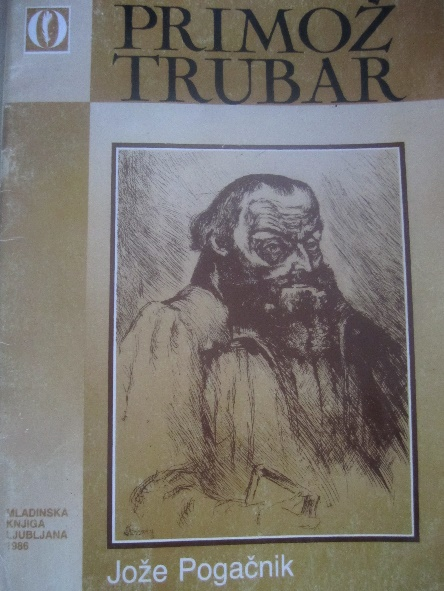 PRIMOŽ
TRUBAR
MLADINSKA
KNJIGA
LJUBLJANA
1986
Jože Pogačnik